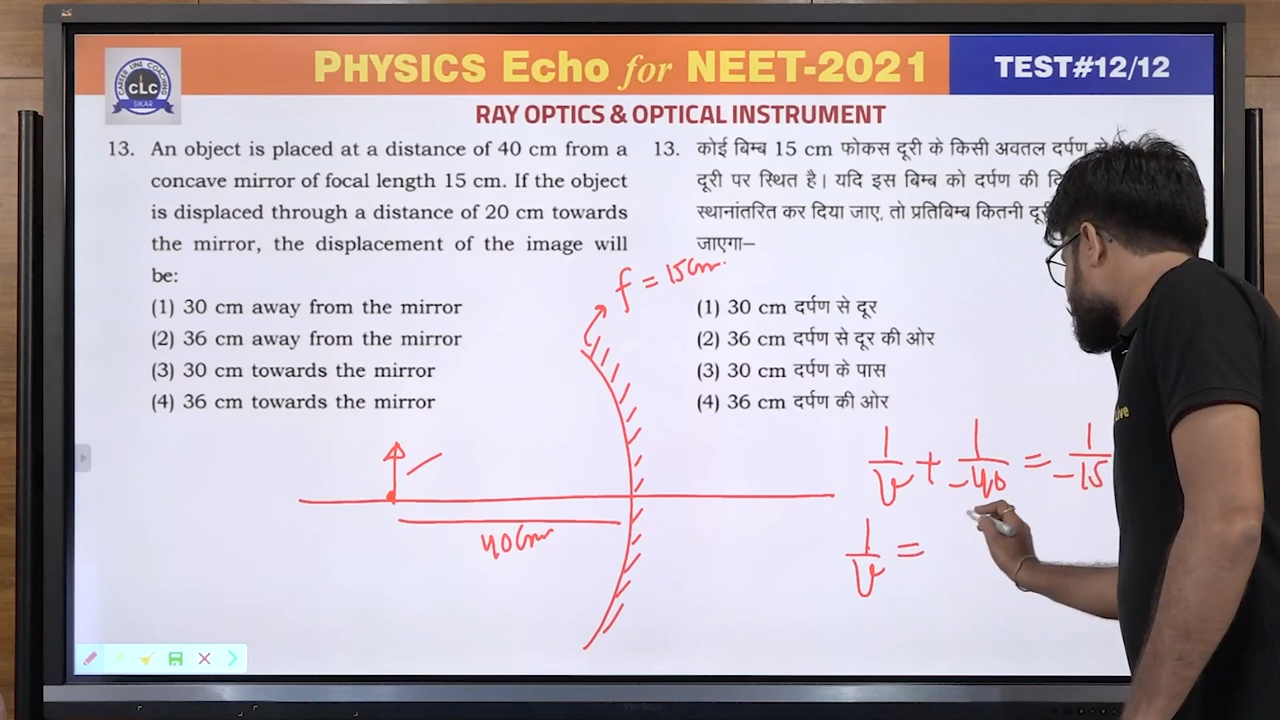 CAREER LINE COACHING
CLC
SIKAR
PHYSICS Echo for NEET-2021
TEST#12/12
RAY OPTICS & OPTICAL INSTRUMENT
13. An object is placed at a distance of 40 cm from a
concave mirror of focal length 15 cm. If the object
is displaced through a distance of 20 cm towards
the mirror, the displacement of the image will
be:
(1) 30 cm away from the mirror
(2) 36 cm away from the mirror
(3) 30 cm towards the mirror
(4) 36 cm towards the mirror
13. कोई बिम्ब 15 cm फोकस दूरी के किसी अवतल दर्पण
दूरी पर स्थित है। यदि इस बिम्ब को दर्पण की
स्थानांतरित कर दिया जाए, तो प्रतिबिम्ब कितनी
जाएगा–
(1) 30 cm दर्पण से दूर
(2) 36 cm दर्पण से दूर की ओर
(3) 30 cm दर्पण के पास
(4) 36 cm दर्पण की ओर
f = 15cm.
40cm
1/v + 1/-40 = 1/-15
1/v =